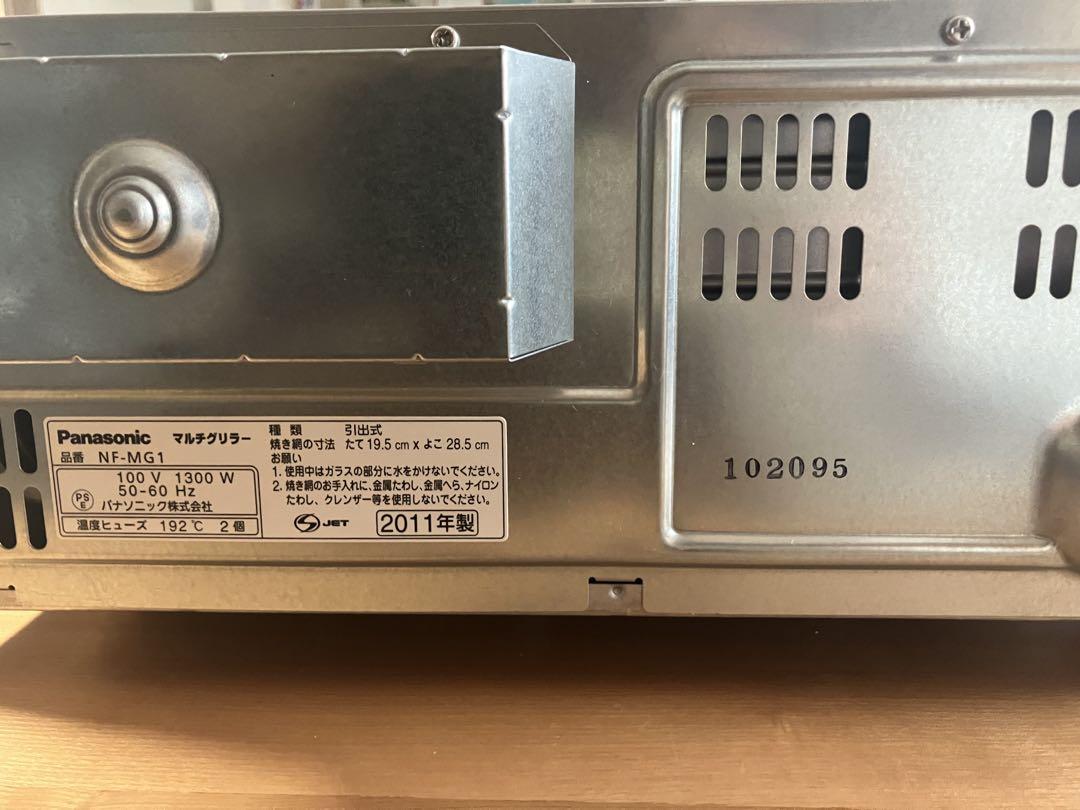 Panasonic マルチグリラー
品番 NF-MG1
100 V 1300 W
50-60 Hz
PS E パナソニック株式会社
温度ヒューズ 192℃ 2個
種類 引出式
焼き網の寸法 たて19.5 cm x よこ 28.5 cm
お願い
1. 使用中はガラスの部分に水をかけないでください。
2. 焼き網のお手入れに、金属たわし、金属へら、ナイロン
たわし、クレンザー等を使用しないでください。
S JET 2011年製
102095